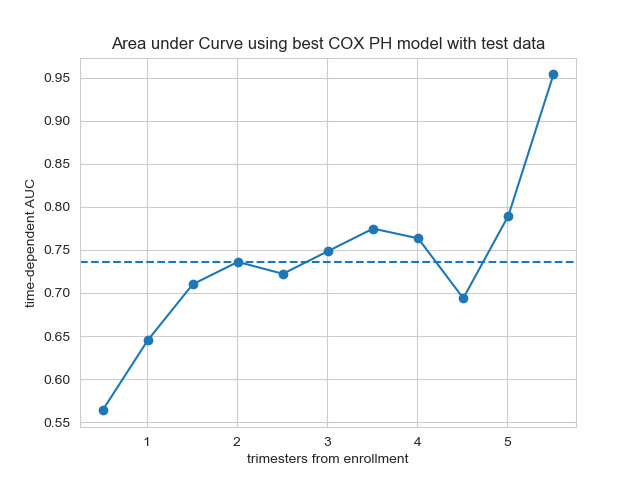 Area under Curve using best COX PH model with test data
time-dependent AUC
0.95
0.90
0.85
0.80
0.75
0.70
0.65
0.60
0.55
1 2 3 4 5
trimesters from enrollment